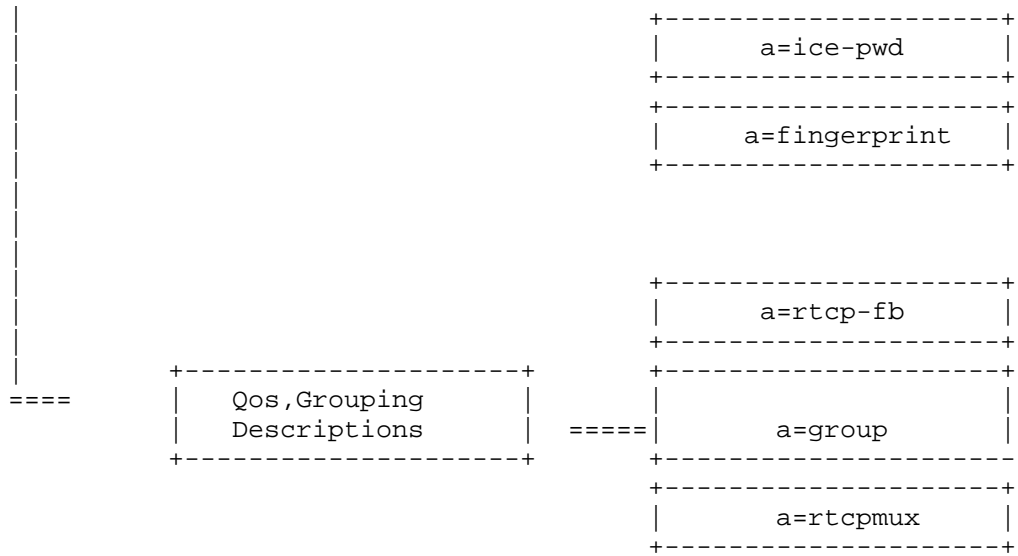 a=ice-pwd
a=fingerprint
a=rtcp-fb
==== Qos,Grouping
Descriptions ===== a=group
a=rtcpmux